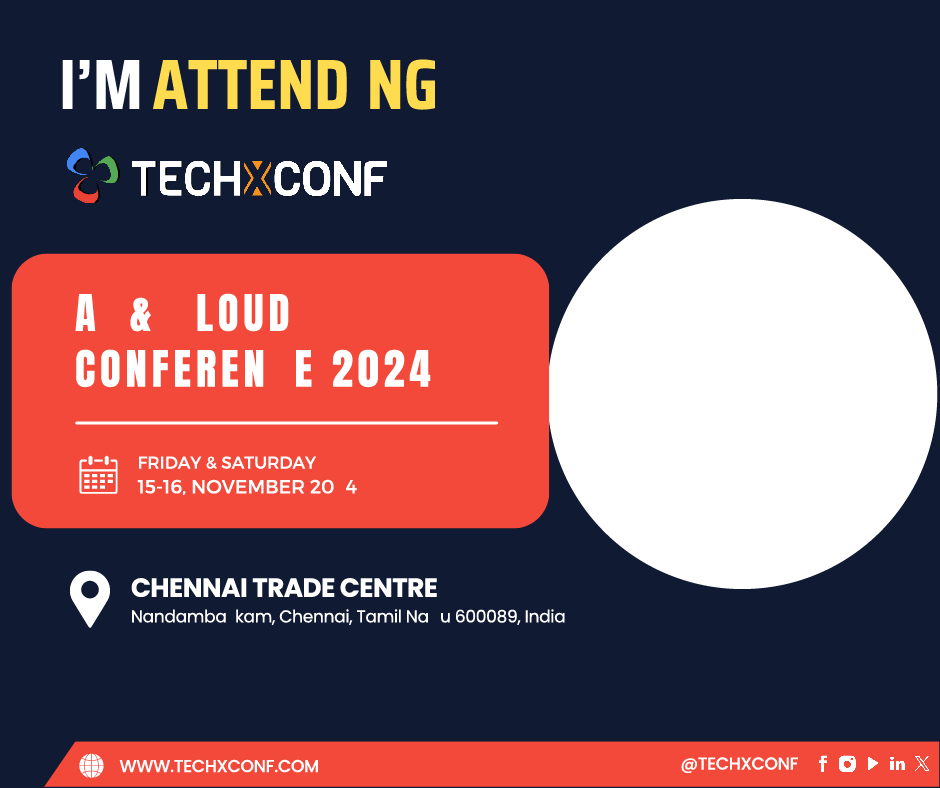 I'M ATTEND NG
TECHXCONF
A & LOUD
CONFEREN E 2024
FRIDAY & SATURDAY
15-16, NOVEMBER 20 4
CHENNAI TRADE CENTRE
Nandamba kam, Chennai, Tamil Na u 600089, India
WWW.TECHXCONF.COM
@TECHXCONF